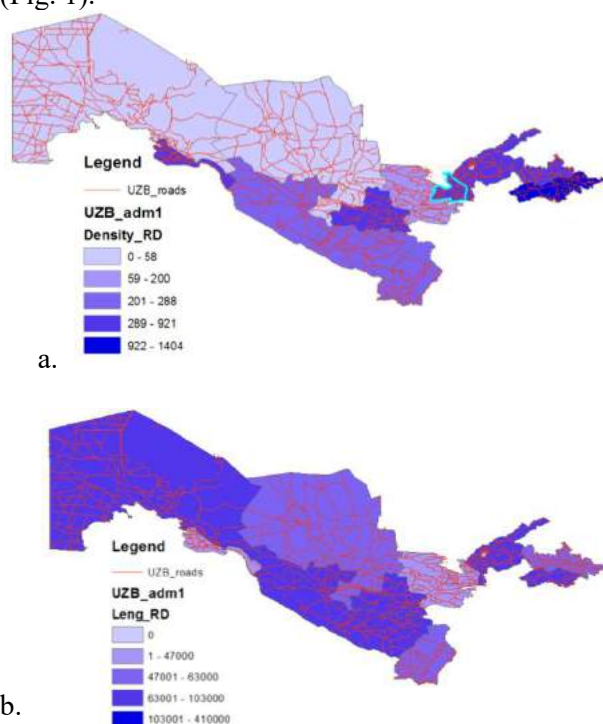 (Fig. 1).
Legend
UZB_roads
UZB_adm1
Density_RD
0 - 58
59 - 200
201 - 288
289 - 921
922 - 1404
a.
Legend
UZB_roads
UZB_adm1
Leng_RD
0
1 - 47000
47001 - 63000
63001 - 103000
103001 - 410000
b.